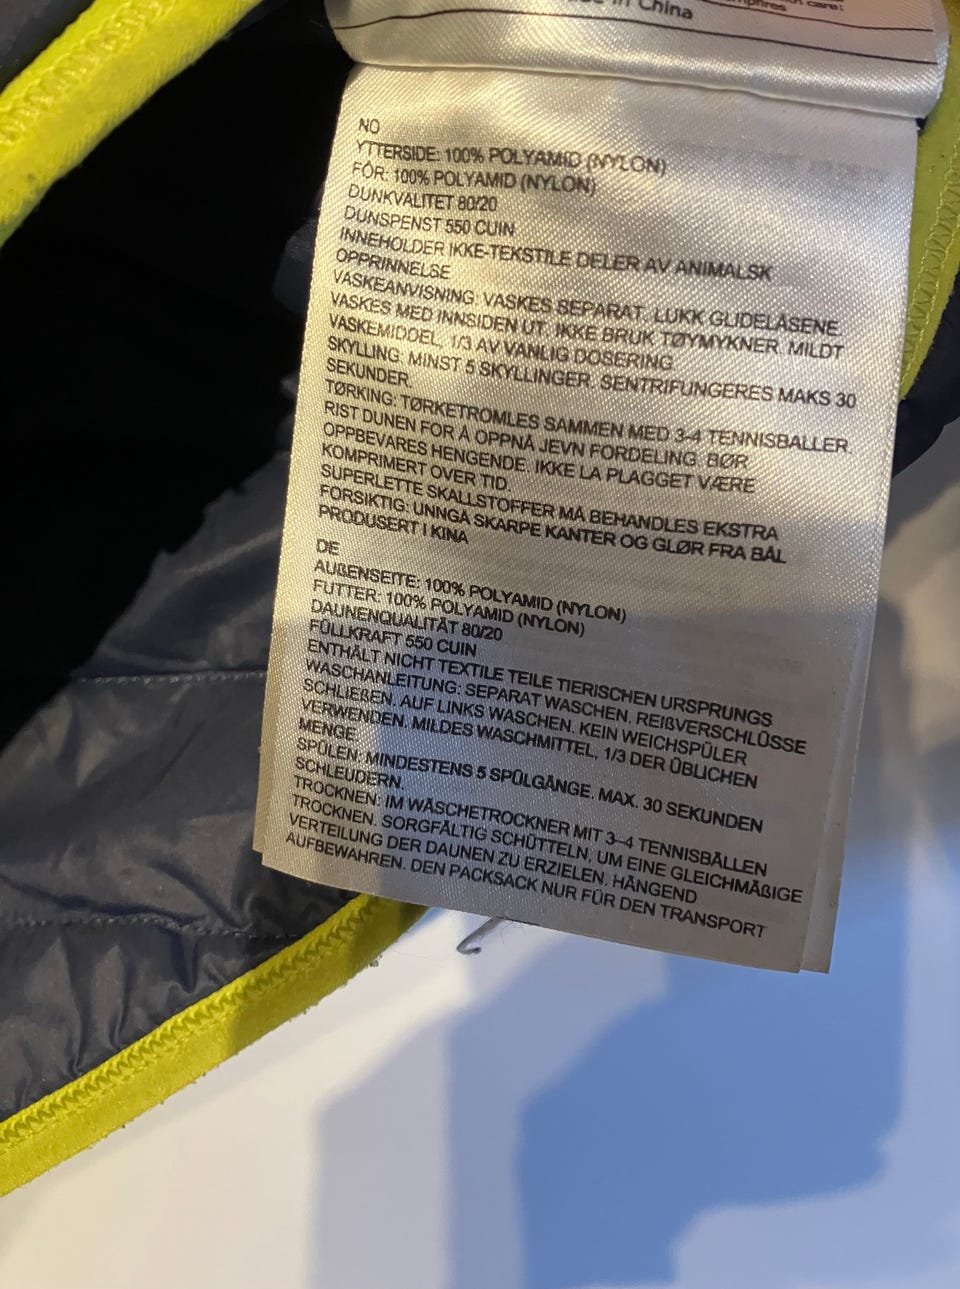 in China
NO
YTTERSIDE: 100% POLYAMID (NYLON)
FÔR: 100% POLYAMID (NYLON)
DUNKVALITET 80/20
DUNSPENST 550 CUIN
INNEHOLDER IKKE-TEKSTILE DELER AV ANIMALSK
OPPRINNELSE
VASKEANVISNING: VASKES SEPARAT. LUKK GLIDELÅSENE.
VASKES MED INNSIDEN UT. IKKE BRUK TØYMYKNER. MILDT
VASKEMIDDEL, 1/3 AV VANLIG DOSERING
SKYLLING: MINST 5 SKYLLINGER. SENTRIFUNGERES MAKS 30
SEKUNDER.
TØRKING: TØRKETROMLES SAMMEN MED 3-4 TENNISBALLER.
RIST DUNEN FOR Å OPPNÅ JEVN FORDELING. BØR
OPPBEVARES HENGENDE. IKKE LA PLAGGET VÆRE
KOMPRIMERT OVER TID
SUPERLETTE SKALLSTOFFER MÅ BEHANDLES EKSTRA
FORSIKTIG: UNNGÅ SKARPE KANTER OG GLØR FRA BÅL
PRODUSERT I KINA
DE
AUßENSEITE: 100% POLYAMID (NYLON)
FUTTER: 100% POLYAMID (NYLON)
DAUNENQUALITÄT 80/20
FÜLLKRAFT 550 CUIN
ENTHÄLT NICHT TEXTILE TEILE TIERISCHEN URSPRUNGS
WASCHANLEITUNG: SEPARAT WASCHEN. REIßVERSCHLÜSSE
SCHLIEßEN. AUF LINKS WASCHEN. KEIN WEICHSPÜLER
VERWENDEN. MILDES WASCHMITTEL, 1/3 DER ÜBLICHEN
MENGE
SPÜLEN: MINDESTENS 5 SPÜLGÄNGE. MAX. 30 SEKUNDEN
SCHLEUDERN.
TROCKNEN: IM WÄSCHETROCKNER MIT 3–4 TENNISBÄLLEN
TROCKNEN. SORGFÄLTIG SCHÜTTELN, UM EINE GLEICHMÄßIGE
VERTEILUNG DER DAUNEN ZU ERZIELEN. HÄNGEND
AUFBEWAHREN. DEN PACKSACK NUR FÜR DEN TRANSPORT